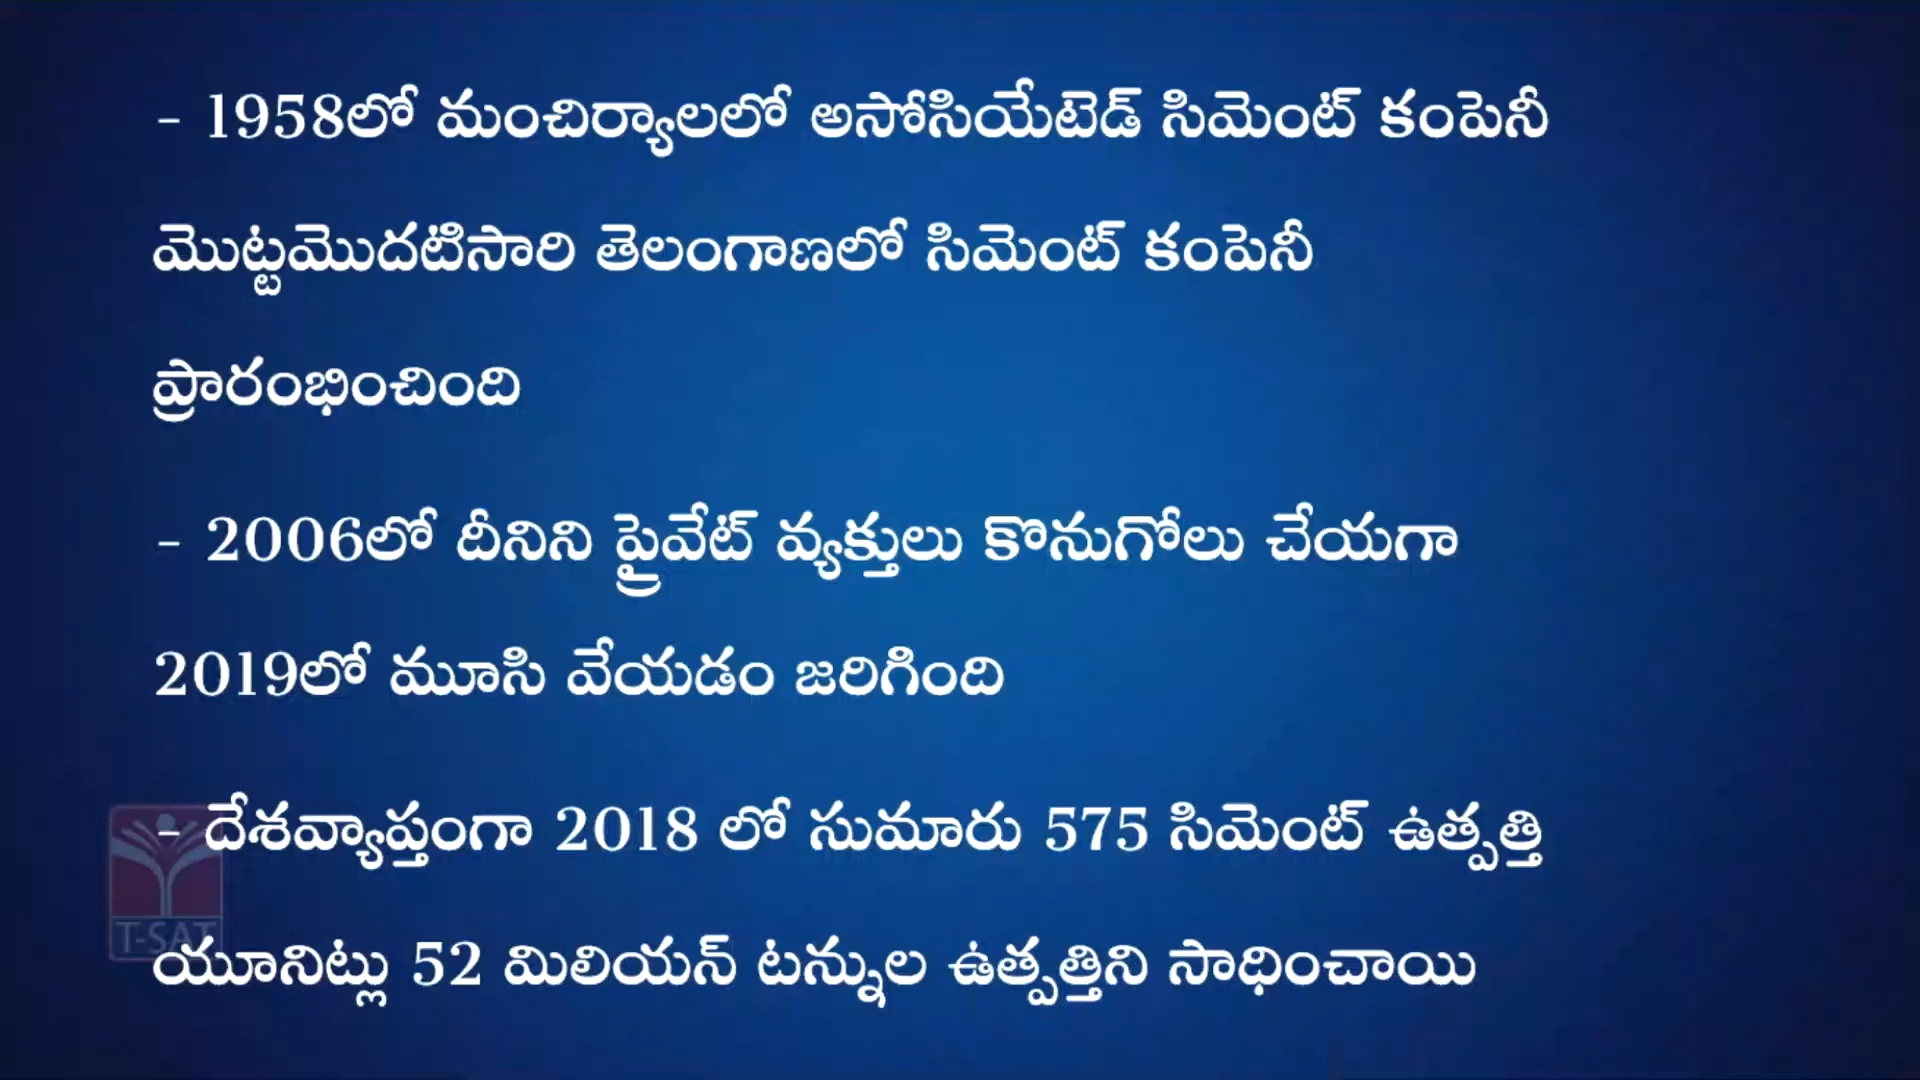 - 1958లో మంచిర్యాలలో అసోసియేటెడ్ సిమెంట్ కంపెనీ
మొట్టమొదటిసారి తెలంగాణలో సిమెంట్ కంపెనీ
ప్రారంభించింది
- 2006లో దీనిని ప్రైవేట్ వ్యక్తులు కొనుగోలు చేయగా
2019లో మూసి వేయడం జరిగింది
- దేశవ్యాప్తంగా 2018 లో సుమారు 575 సిమెంట్ ఉత్పత్తి
T-SAT
యూనిట్లు 52 మిలియన్ టన్నుల ఉత్పత్తిని సాధించాయి